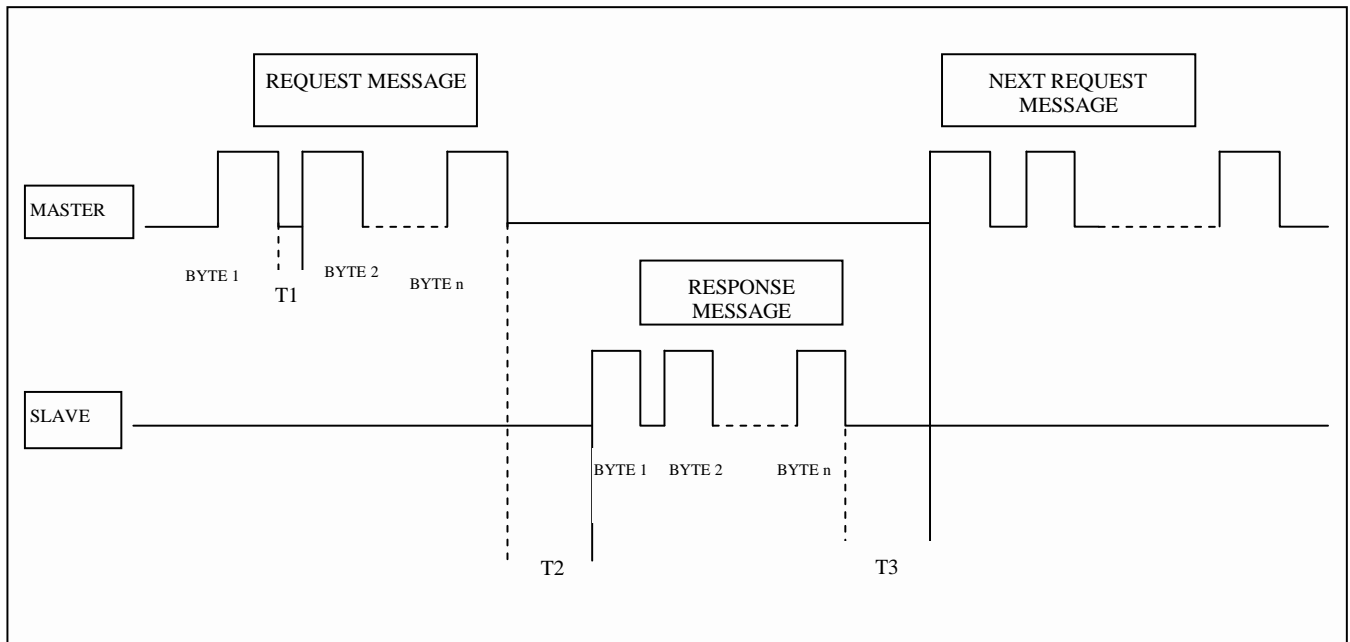 REQUEST MESSAGE
NEXT REQUEST
MESSAGE
MASTER
BYTE 1
T1
BYTE 2
BYTE n
RESPONSE
MESSAGE
SLAVE
BYTE 1
BYTE 2
BYTE n
T2
T3